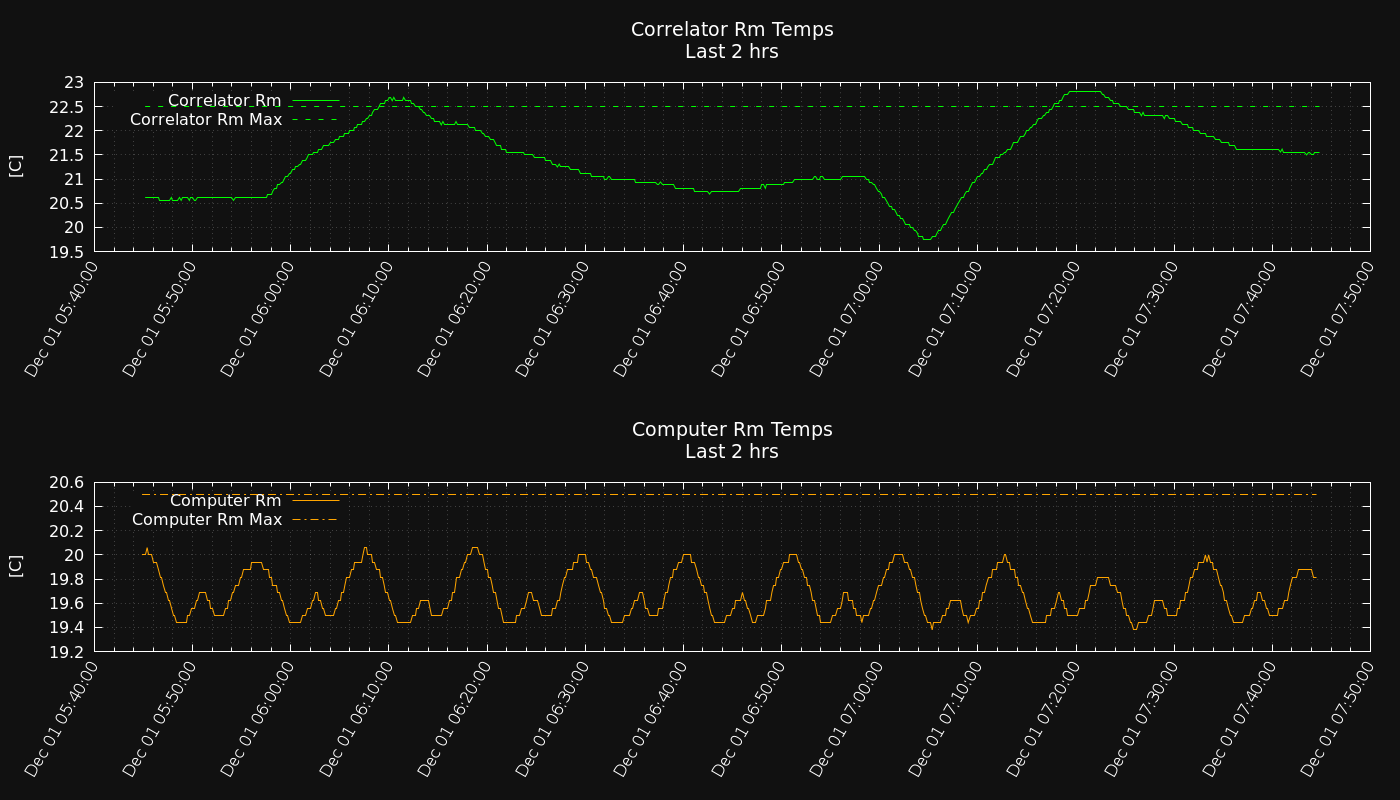 Correlator Rm Temps
Last 2 hrs
23
22.5
22
21.5
21
20.5
20
19.5
[C]
Correlator Rm
Correlator Rm Max
Dec 01 05:40:00
Dec 01 05:50:00
Dec 01 06:00:00
Dec 01 06:10:00
Dec 01 06:20:00
Dec 01 06:30:00
Dec 01 06:40:00
Dec 01 06:50:00
Dec 01 07:00:00
Dec 01 07:10:00
Dec 01 07:20:00
Dec 01 07:30:00
Dec 01 07:40:00
Dec 01 07:50:00
Computer Rm Temps
Last 2 hrs
20.6
20.4
20.2
20
19.8
19.6
19.4
19.2
[C]
Computer Rm
Computer Rm Max
Dec 01 05:40:00
Dec 01 05:50:00
Dec 01 06:00:00
Dec 01 06:10:00
Dec 01 06:20:00
Dec 01 06:30:00
Dec 01 06:40:00
Dec 01 06:50:00
Dec 01 07:00:00
Dec 01 07:10:00
Dec 01 07:20:00
Dec 01 07:30:00
Dec 01 07:40:00
Dec 01 07:50:00